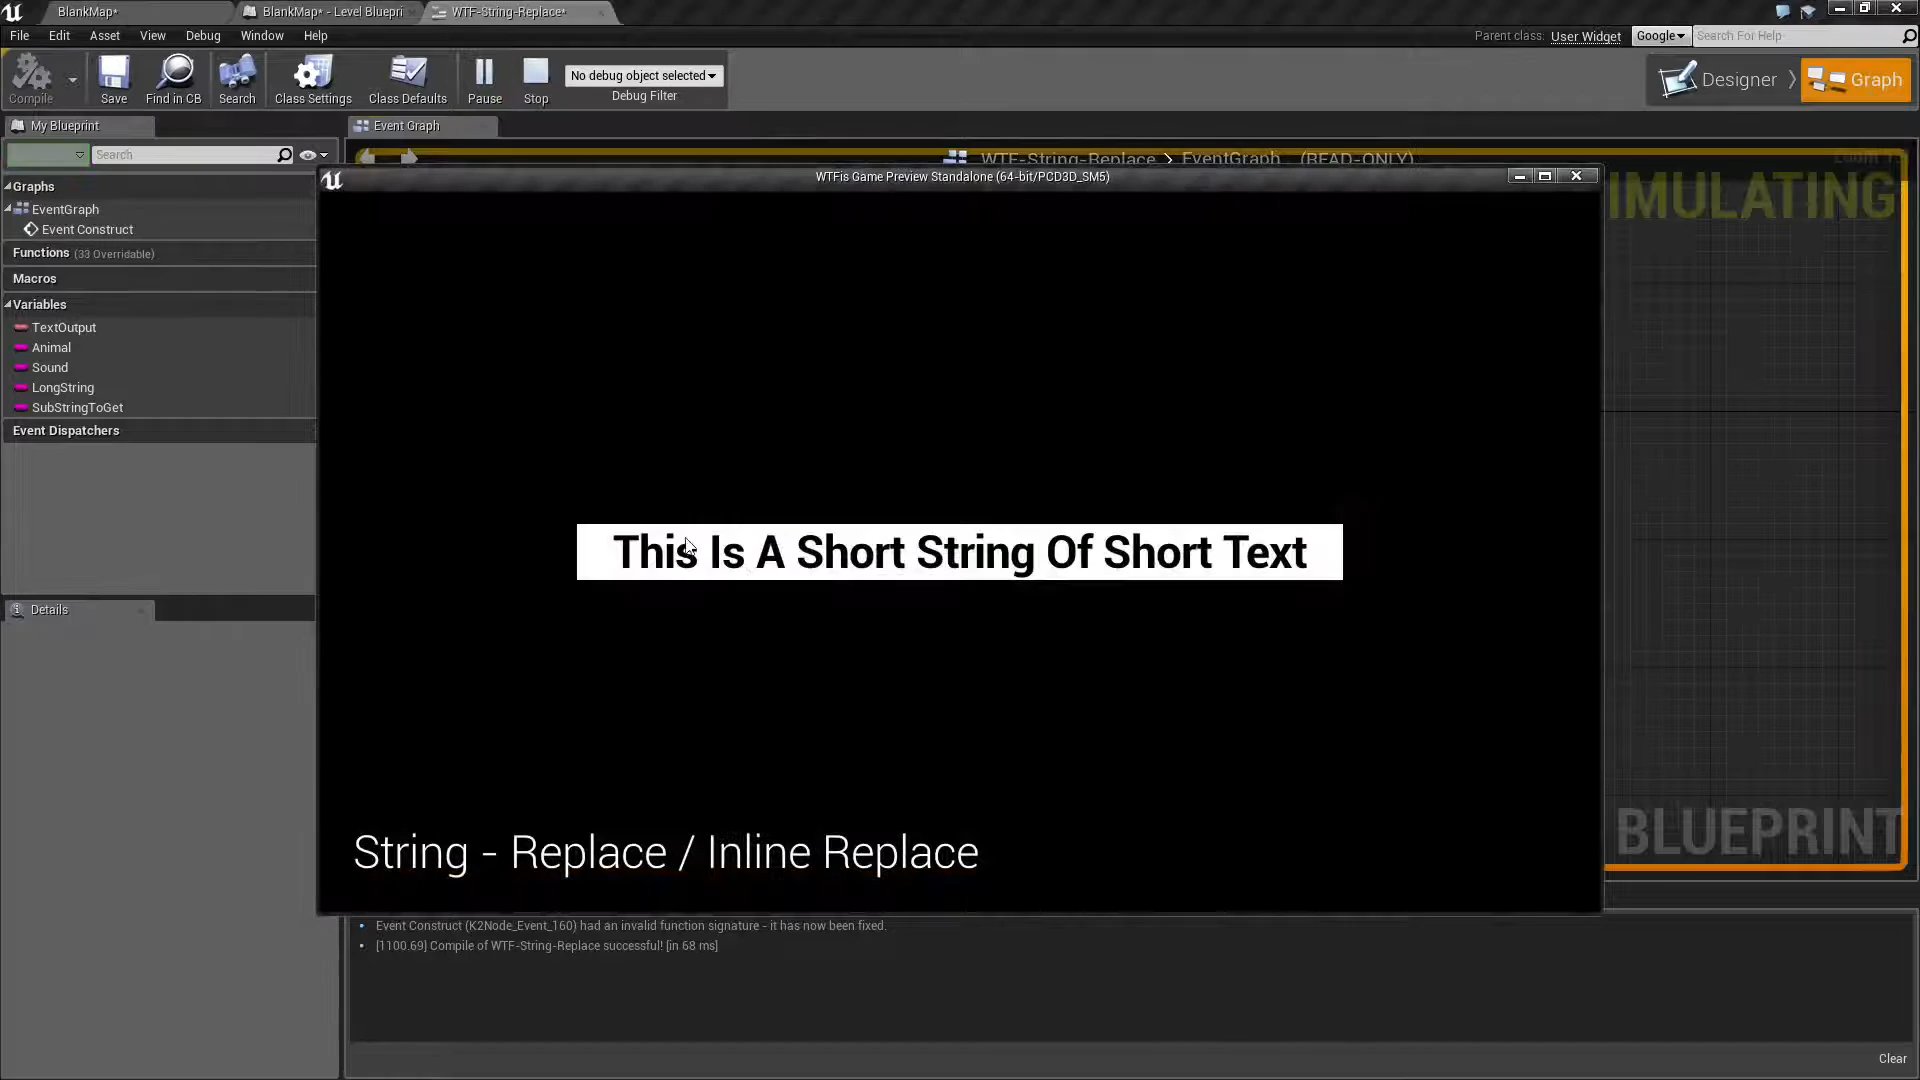 BlankMap*
BlankMap* - Level Bluepri
WTF-String-Replace*
File Edit Asset View Debug Window Help
Parent class: User Widget Google Search For Help
Compile Save Find in CB Search Class Settings Class Defaults Pause Stop
No debug object selected
Debug Filter
Designer Graph
My Blueprint
Event Graph
Search
WTF-String-Replace > EventGraph (READ-ONLY)
Graphs
EventGraph
Event Construct
Functions (33 Overridable)
Macros
Variables
TextOutput
Animal
Sound
LongString
SubStringToGet
Event Dispatchers
Details
WTFis Game Preview Standalone (64-bit/PCD3D_SM5)
IMULATING
This Is A Short String Of Short Text
String - Replace / Inline Replace
BLUEPRINT
Event Construct (K2Node_Event_160) had an invalid function signature - it has now been fixed.
[1100.69] Compile of WTF-String-Replace successful! [in 68 ms]
Clear